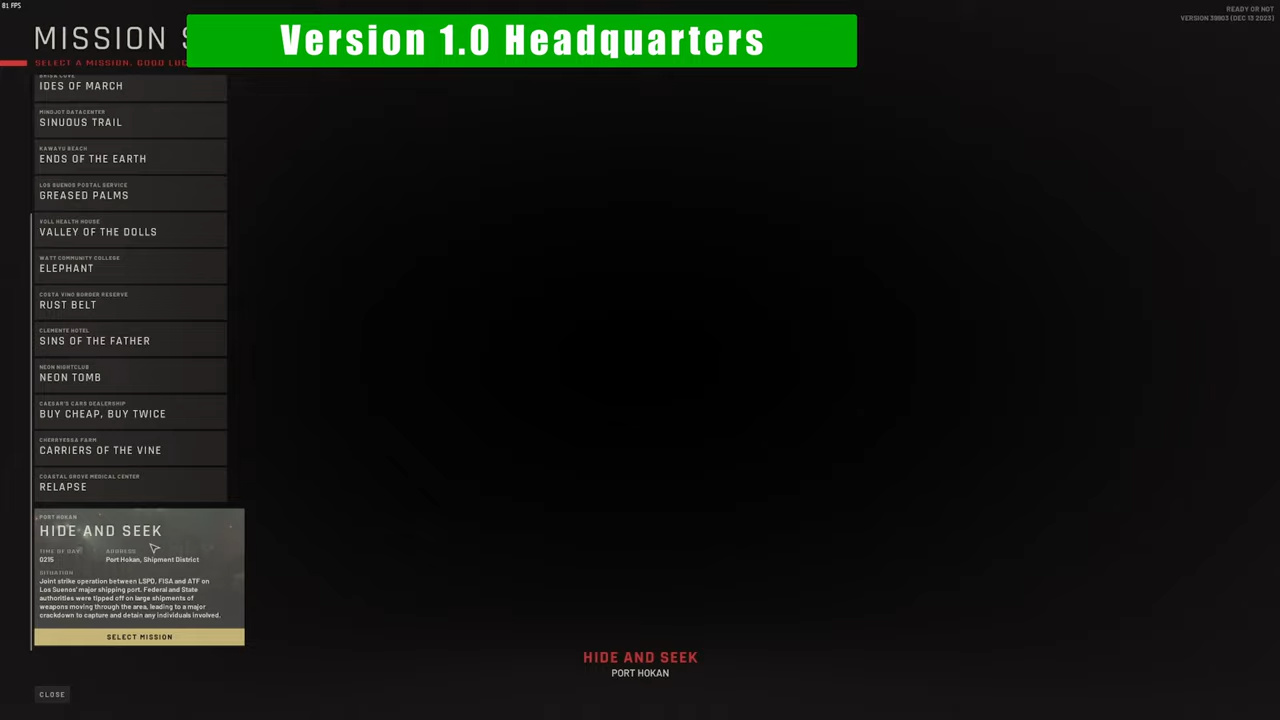 81 FPS
READY OR NOT
VERSION 39903 (DEC 13 2023)
MISSION S
Version 1.0 Headquarters
SELECT A MISSION. GOOD LUC
BRIXA COVE
IDES OF MARCH
MINDJOT DATACENTER
SINUOUS TRAIL
KAWAYU BEACH
ENDS OF THE EARTH
LOS SUENOS POSTAL SERVICE
GREASED PALMS
VOLL HEALTH HOUSE
VALLEY OF THE DOLLS
WATT COMMUNITY COLLEGE
ELEPHANT
COSTA VINO BORDER RESERVE
RUST BELT
CLEMENTE HOTEL
SINS OF THE FATHER
NEON NIGHTCLUB
NEON TOMB
CAESAR'S CARS DEALERSHIP
BUY CHEAP, BUY TWICE
CHERRYESSA FARM
CARRIERS OF THE VINE
COASTAL GROVE MEDICAL CENTER
RELAPSE
PORT HOKAN
HIDE AND SEEK
TIME OF DAY ADDRESS
0215 Port Hokan, Shipment District
SITUATION
Joint strike operation between LSPD, FISA and ATF on
Los Suenos' major shipping port. Federal and State
authorities were tipped off on large shipments of
weapons moving through the area, leading to a major
crackdown to capture and detain any individuals involved.
SELECT MISSION
HIDE AND SEEK
PORT HOKAN
CLOSE